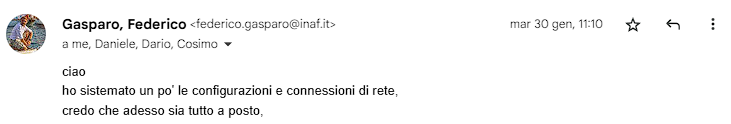 Gasparo, Federico <federico.gasparo@inaf.it> mar 30 gen, 11:10
a me, Daniele, Dario, Cosimo
ciao
ho sistemato un po' le configurazioni e connessioni di rete,
credo che adesso sia tutto a posto,